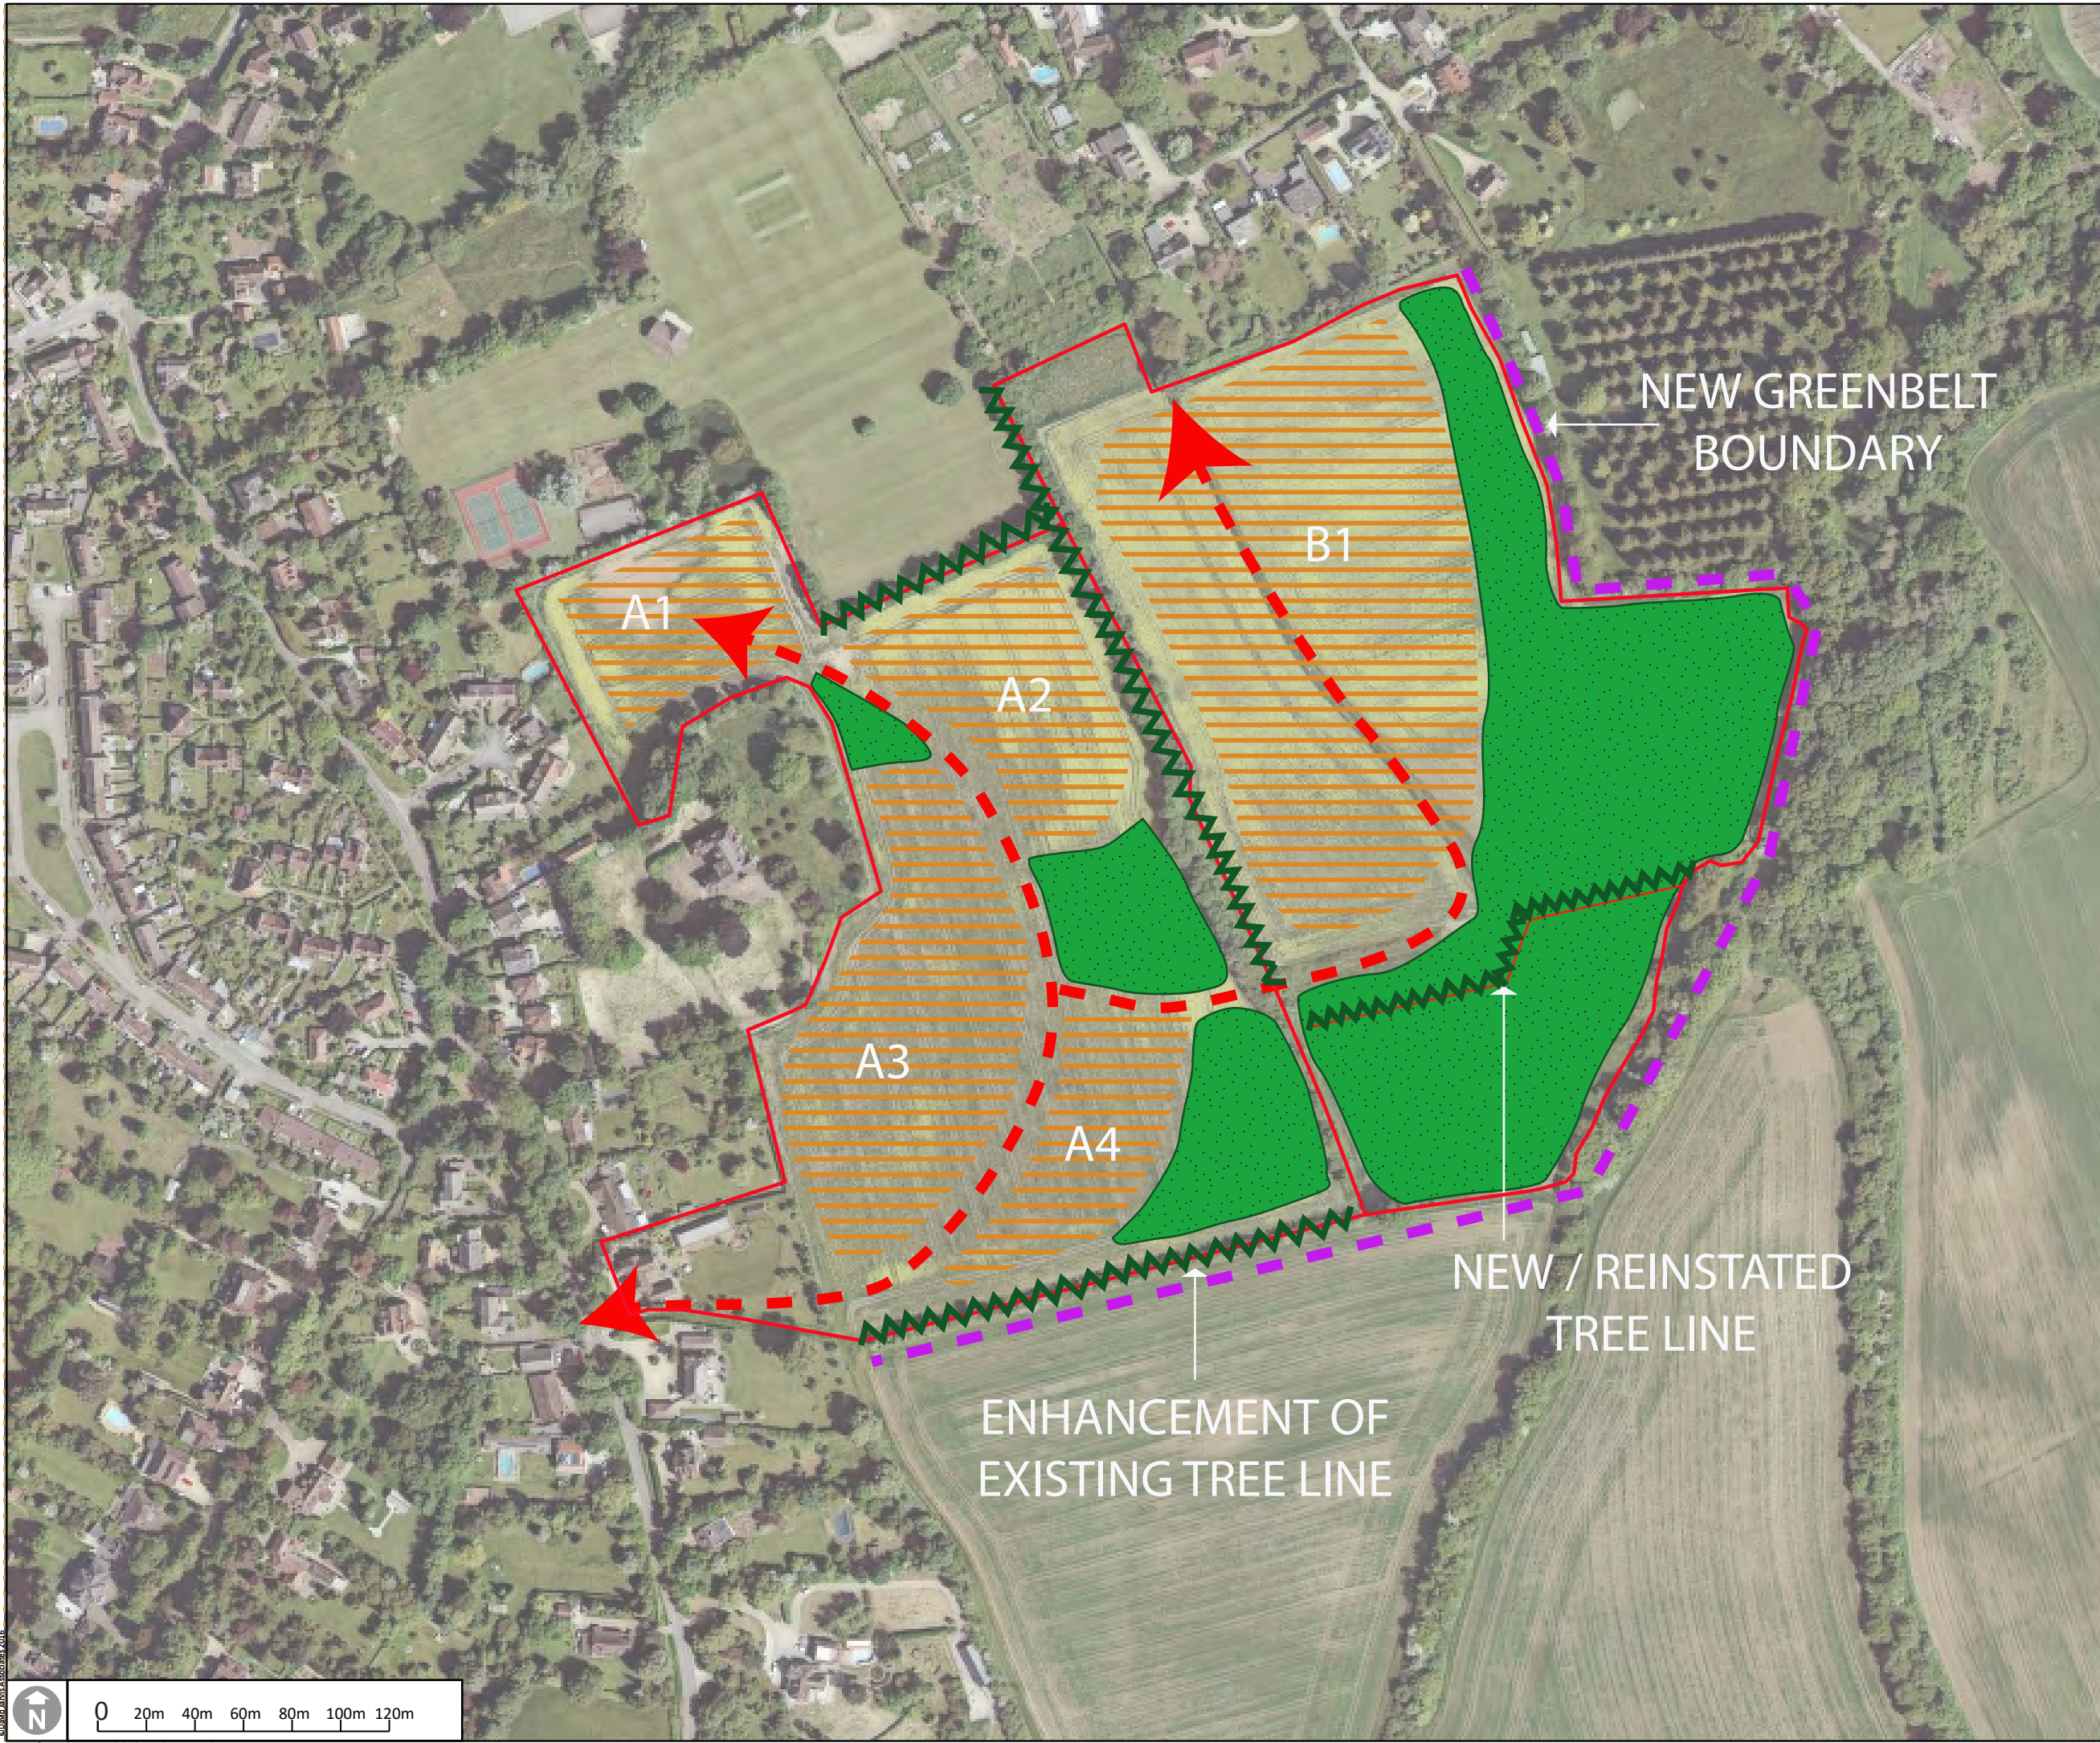 NEW GREENBELT
BOUNDARY
B1
A1
A2
A3
A4
NEW / REINSTATED
TREE LINE
ENHANCEMENT OF
EXISTING TREE LINE
N
0 20m 40m 60m 80m 100m 120m